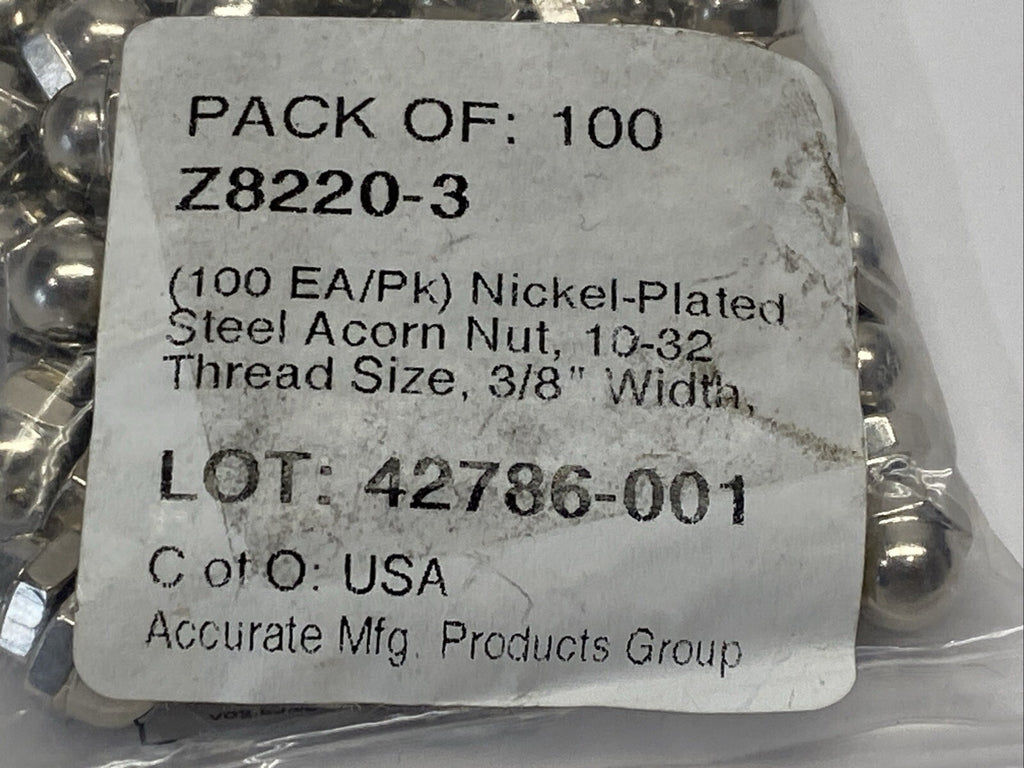 PACK OF: 100
Z8220-3
(100 EA/Pk) Nickel-Plated
Steel Acorn Nut, 10-32
Thread Size, 3/8" Width,
LOT: 42786-001
C of O: USA
Accurate Mfg. Products Group